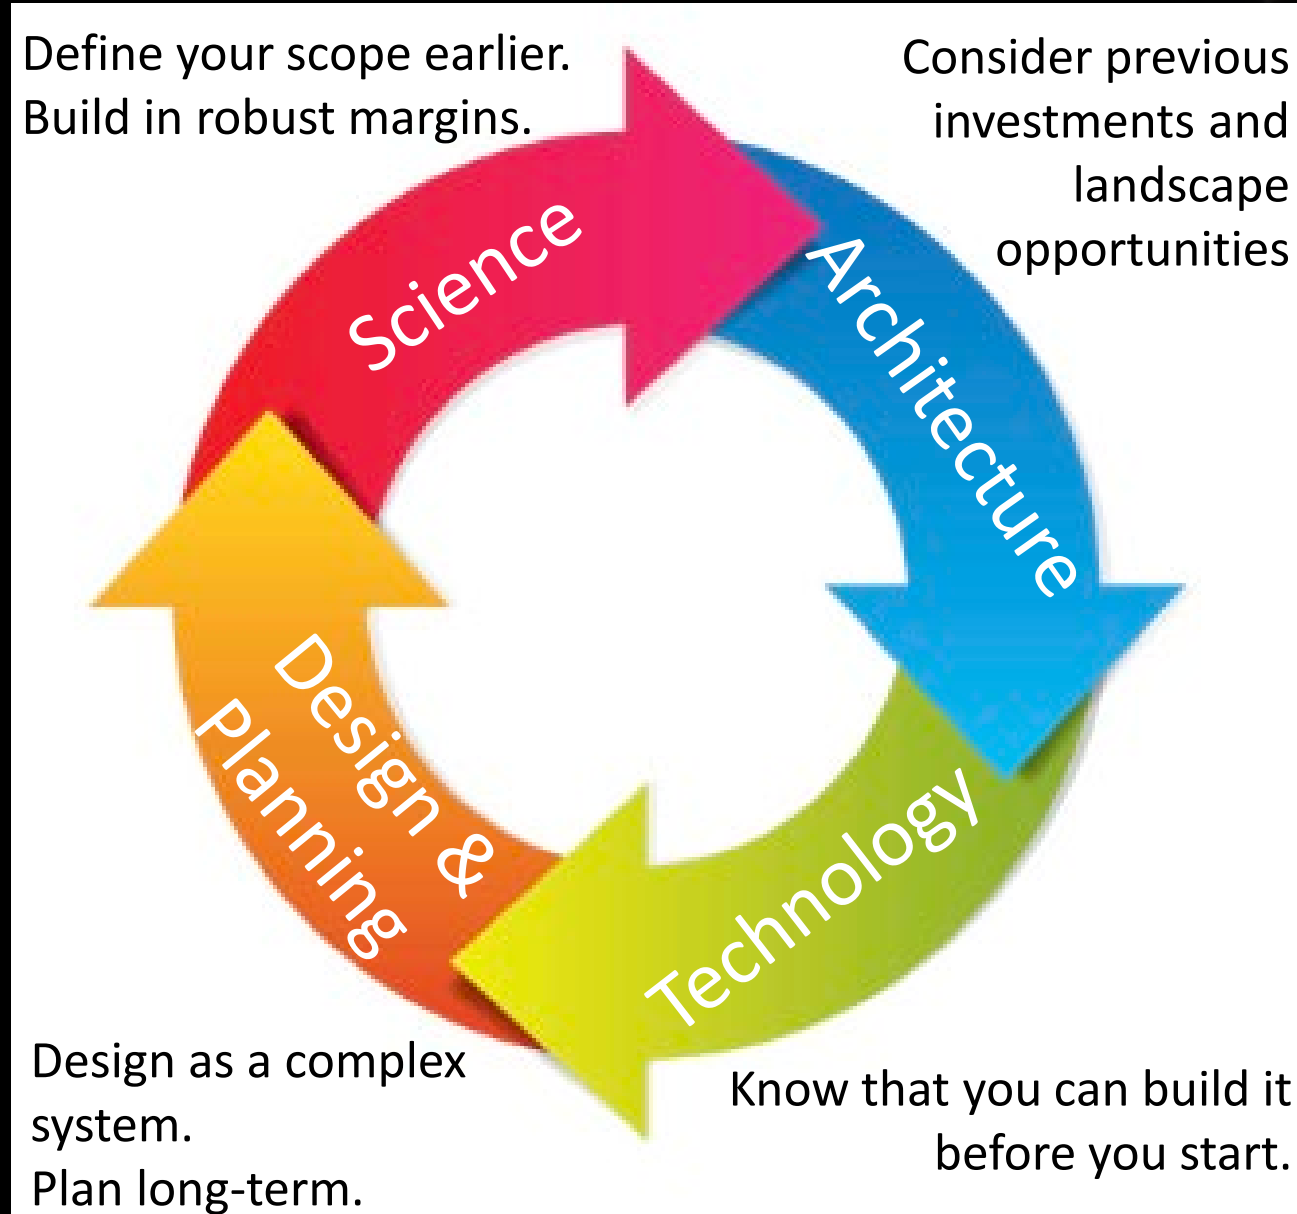 Define your scope earlier.
Build in robust margins.
Consider previous
investments and
landscape
opportunities
Science
Architecture
Design &
Planning
Technology
Design as a complex
system.
Plan long-term.
Know that you can build it
before you start.